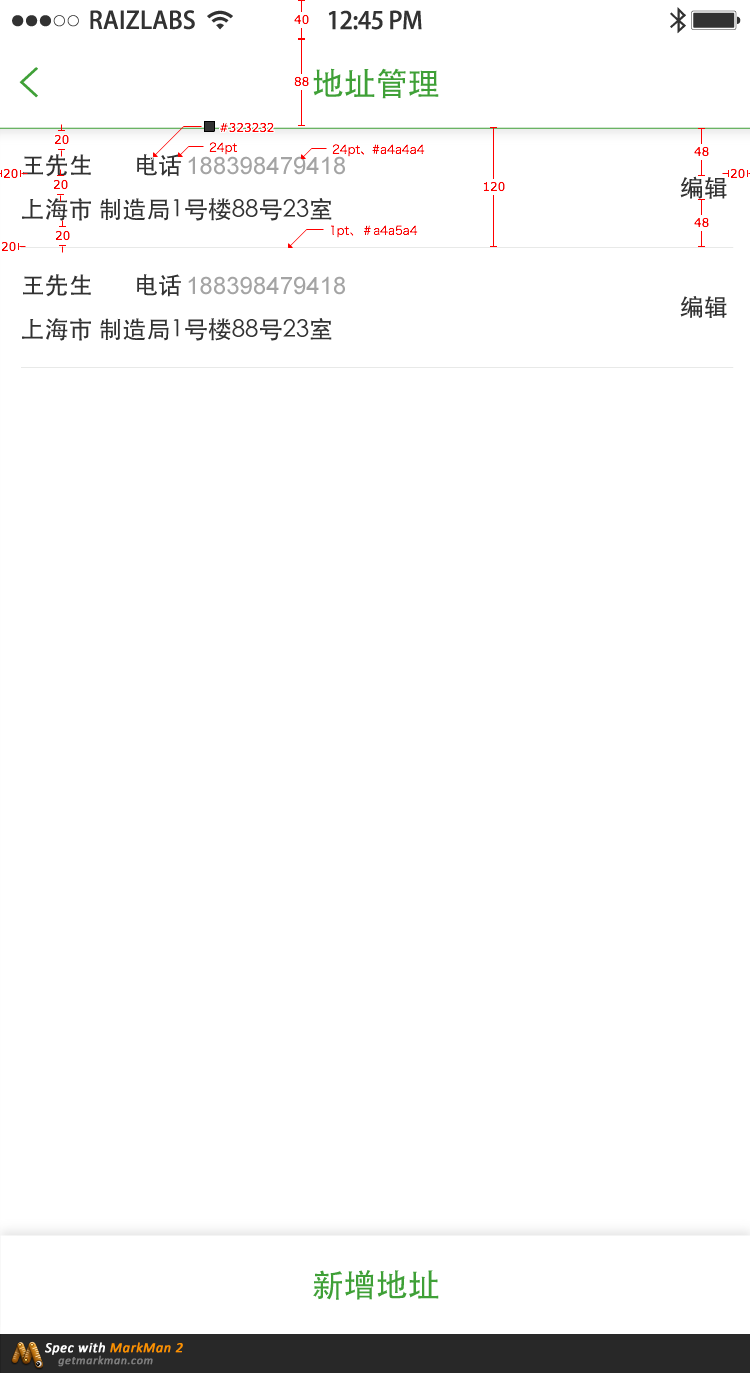 RAIZLABS 12:45 PM
40
88
地址管理
#323232
20
24pt
24pt、#a4a4a4
48
王先生 电话 188398479418
20 20 120 20
编辑
上海市 制造局1号楼88号23室
48
20 1pt、#a4a5a4
20
王先生 电话 188398479418
编辑
上海市 制造局1号楼88号23室
新增地址
Spec with MarkMan 2
getmarkman.com